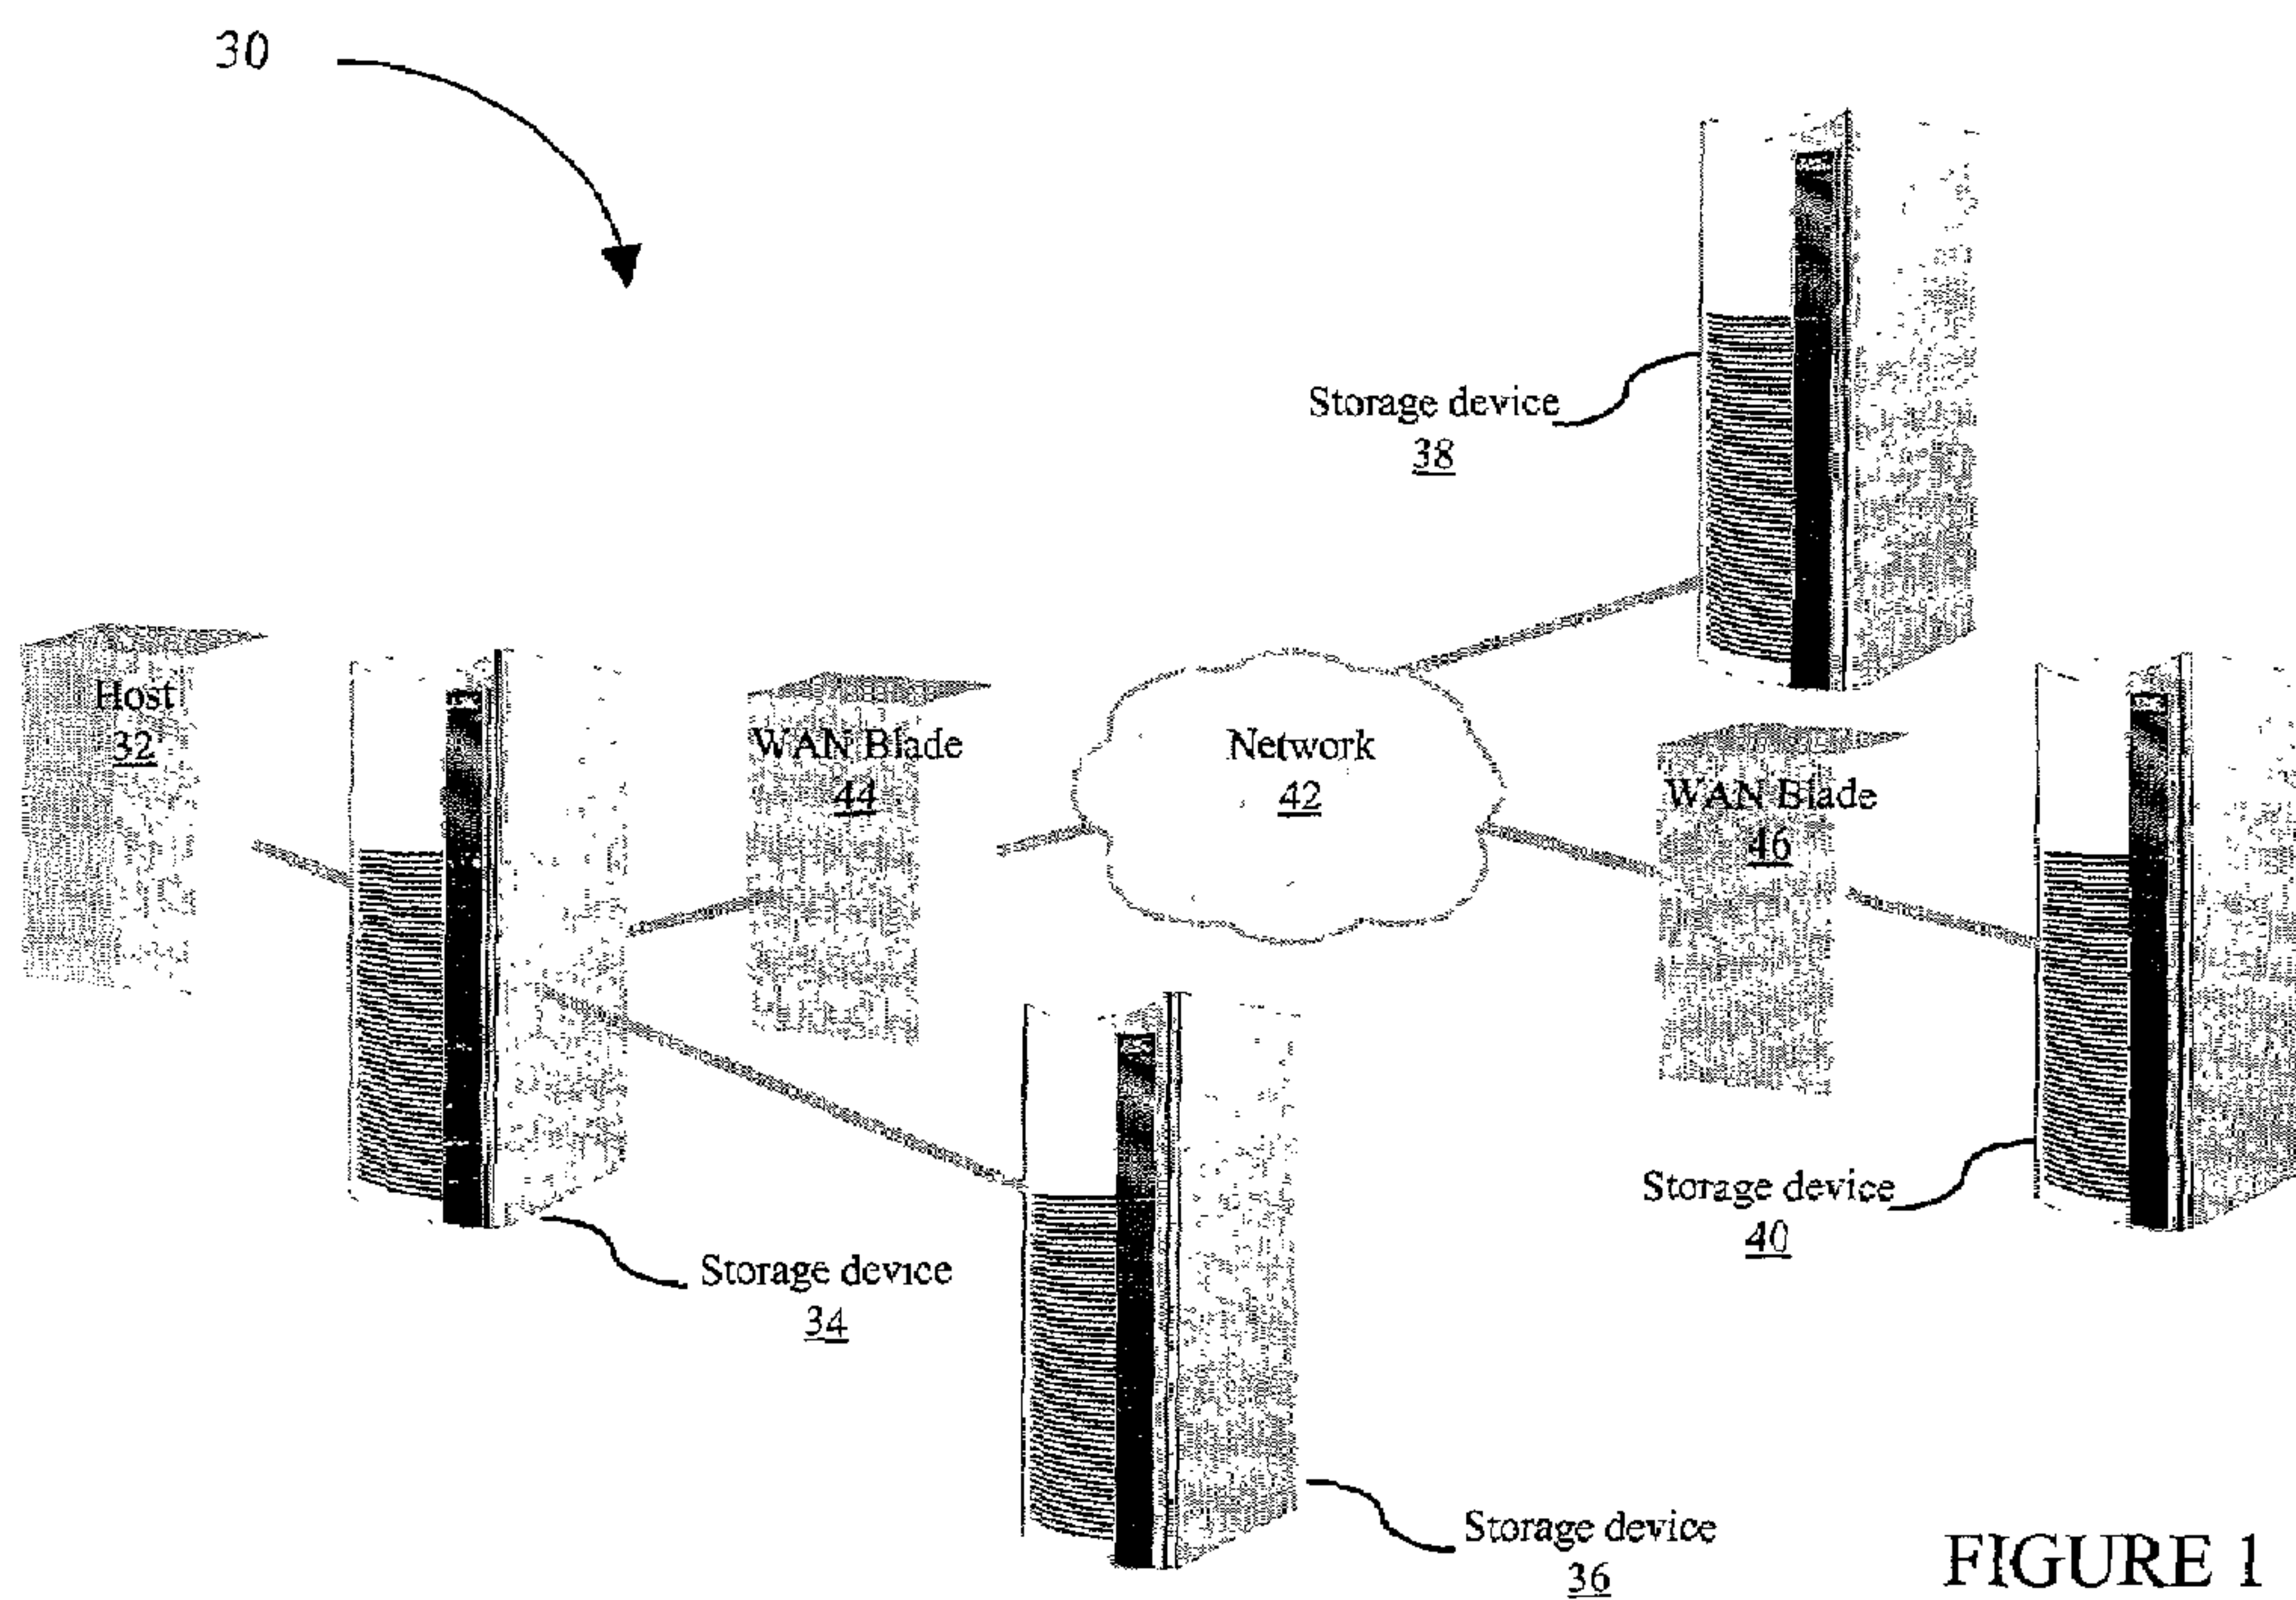 30
Storage device
38
Host
32
WAN Blade
44
Network
42
WAN Blade
46
Storage device
40
Storage device
34
Storage device
36
FIGURE 1